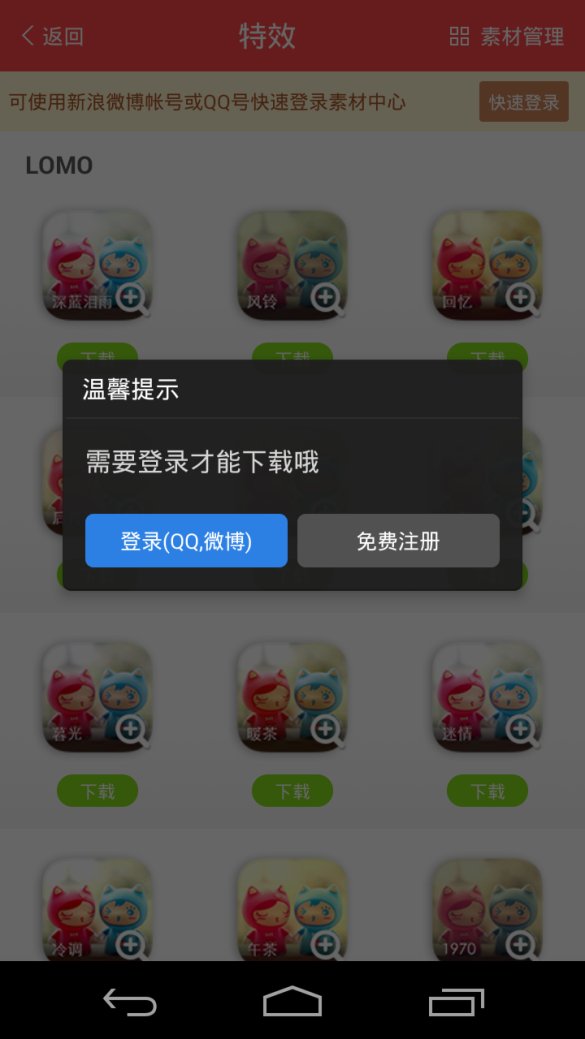 返回
特效
素材管理
可使用新浪微博帐号或QQ号快速登录素材中心
快速登录
LOMO
深蓝泪雨
风铃
回忆
下载
下载
下载
温馨提示
需要登录才能下载哦
登录(QQ,微博)
免费注册
暮光
暖茶
迷情
下载
下载
下载
冷调
午茶
1970